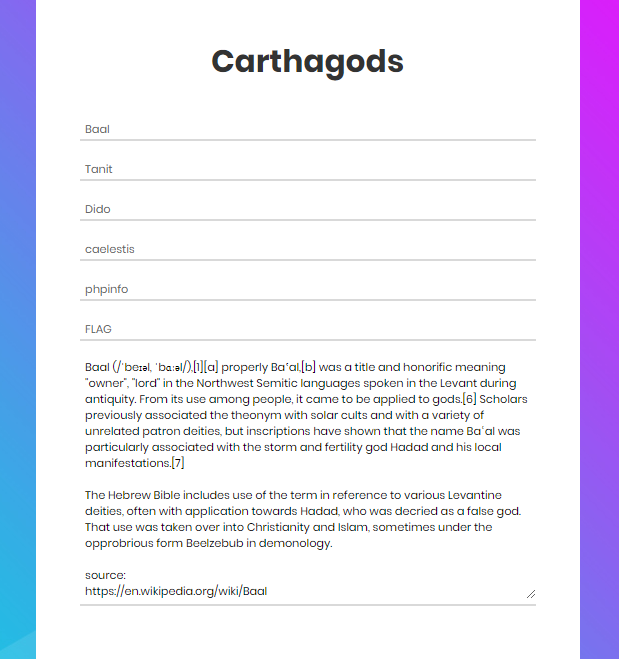 Carthagods
Baal
Tanit
Dido
caelestis
phpinfo
FLAG
Baal (/ˈbeɪəl, ˈbɑːəl/),[1][a] properly Baʿal,[b] was a title and honorific meaning
"owner", "lord" in the Northwest Semitic languages spoken in the Levant during
antiquity. From its use among people, it came to be applied to gods.[6] Scholars
previously associated the theonym with solar cults and with a variety of
unrelated patron deities, but inscriptions have shown that the name Baʿal was
particularly associated with the storm and fertility god Hadad and his local
manifestations.[7]
The Hebrew Bible includes use of the term in reference to various Levantine
deities, often with application towards Hadad, who was decried as a false god.
That use was taken over into Christianity and Islam, sometimes under the
opprobrious form Beelzebub in demonology.
source:
https://en.wikipedia.org/wiki/Baal